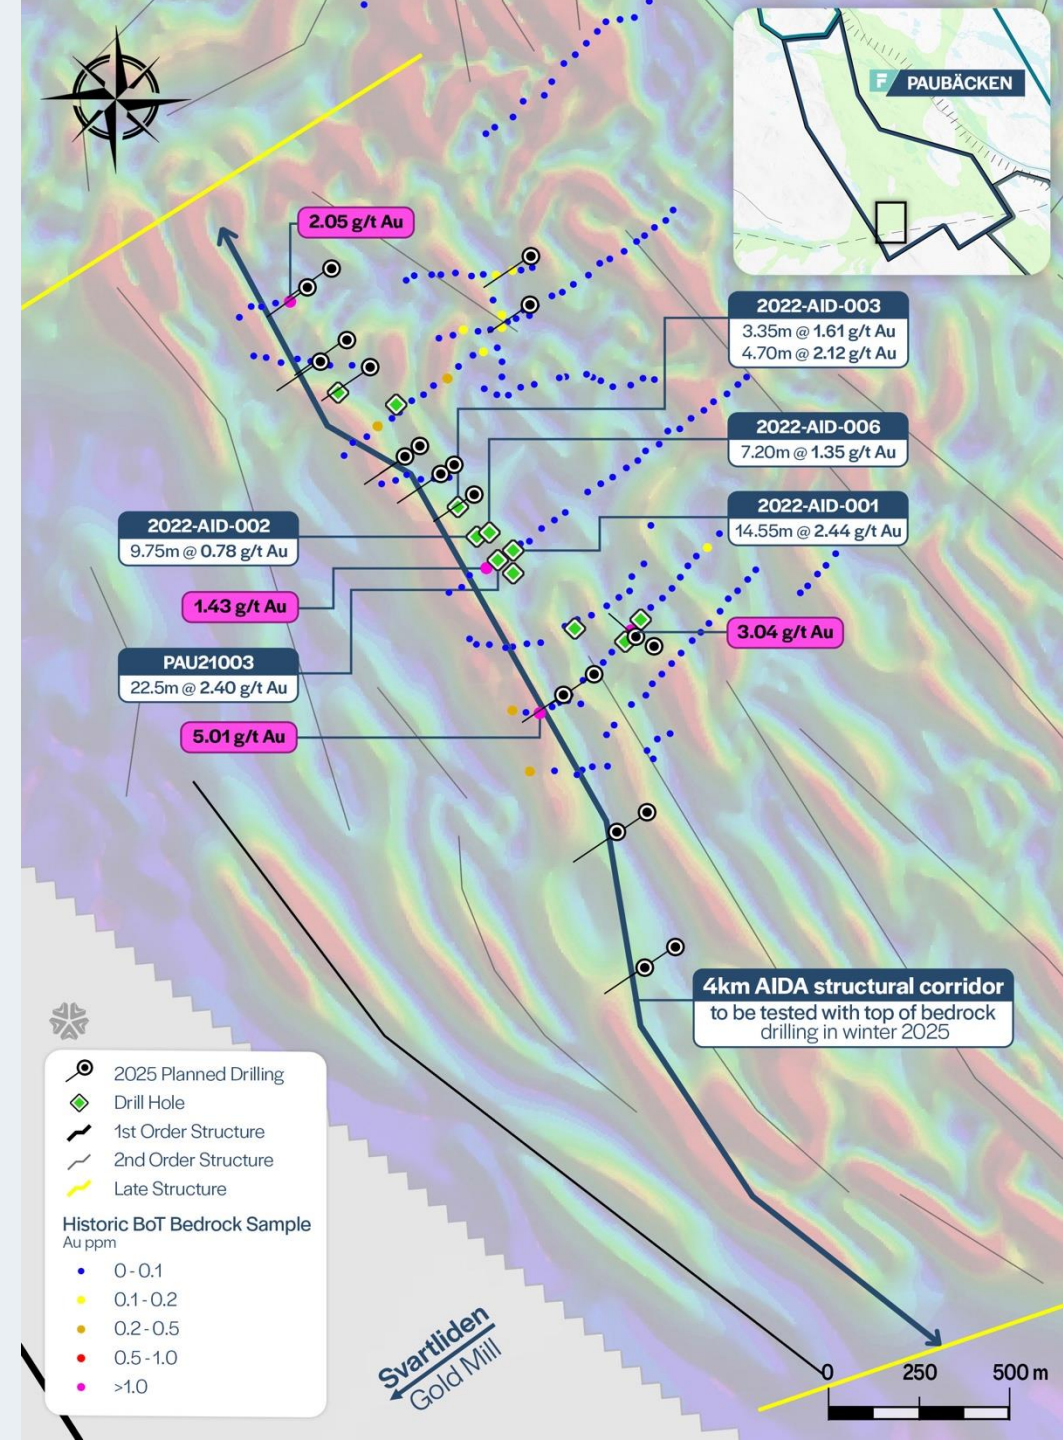 F PAUBÄCKEN
2.05 g/t Au
2022-AID-003
3.35m @ 1.61 g/t Au
4.70m @ 2.12 g/t Au
2022-AID-006
7.20m @ 1.35 g/t Au
2022-AID-001
14.55m @ 2.44 g/t Au
2022-AID-002
9.75m @ 0.78 g/t Au
1.43 g/t Au
3.04 g/t Au
PAU21003
22.5m @ 2.40 g/t Au
5.01 g/t Au
4km AIDA structural corridor
to be tested with top of bedrock
drilling in winter 2025
2025 Planned Drilling
Drill Hole
1st Order Structure
2nd Order Structure
Late Structure
Historic BoT Bedrock Sample
Au ppm
0 - 0.1
0.1 - 0.2
0.2 - 0.5
0.5 - 1.0
>1.0
Svartliden
Gold Mill
0 250 500 m